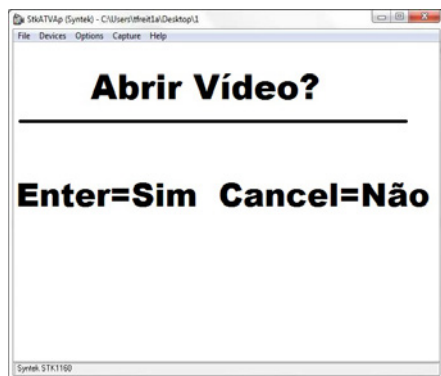 StkATVAp (Syntek) - C:\Users\tfreit1a\Desktop\1
File Devices Options Capture Help
Abrir Vídeo?
Enter=Sim Cancel=Não
Syntek STK1160